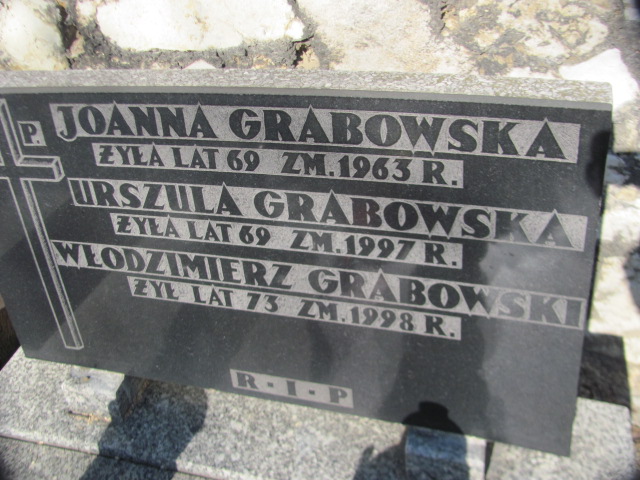 Ś. P. JOANNA GRABOWSKA
ŻYŁA LAT 69 ZM. 1963 R.
URSZULA GRABOWSKA
ŻYŁA LAT 69 ZM. 1997 R.
WŁODZIMIERZ GRABOWSKI
ŻYŁ LAT 73 ZM. 1998 R.
R - I - P